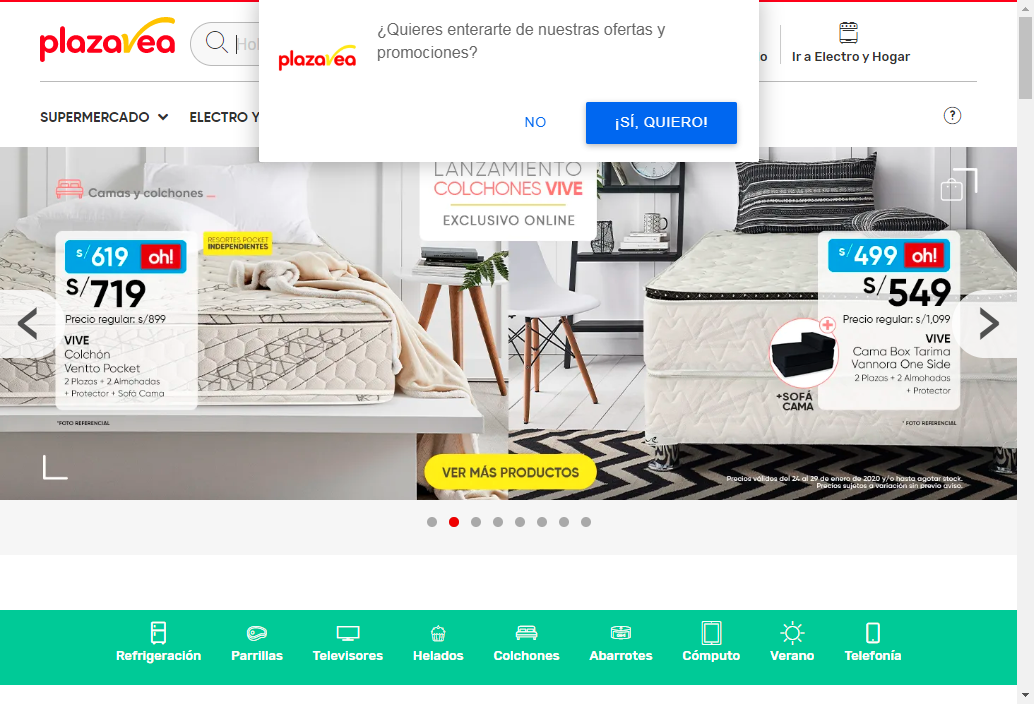 plazavea
Hol
plazavea
¿Quieres enterarte de nuestras ofertas y
promociones?
NO
¡SÍ, QUIERO!
o
Ir a Electro y Hogar
SUPERMERCADO
ELECTRO Y
?
Camas y colchones
LANZAMIENTO
COLCHONES VIVE
EXCLUSIVO ONLINE
S/619 oh!
RESORTES POCKET
INDEPENDIENTES
S/719
Precio regular: s/899
VIVE
Colchón
Ventto Pocket
2 Plazas + 2 Almohadas
+ Protector + Sofá Cama
*FOTO REFERENCIAL
S/499 oh!
S/549
Precio regular: s/1,099
VIVE
Cama Box Tarima
Vannora One Side
2 Plazas + 2 Almohadas
+ Protector
+SOFÁ
CAMA
* FOTO REFERENCIAL
VER MÁS PRODUCTOS
Precios válidos del 24 al 29 de enero de 2020 y/o hasta agotar stock.
Precios sujetos a variación sin previo aviso.
Refrigeración
Parrillas
Televisores
Helados
Colchones
Abarrotes
Cómputo
Verano
Telefonía